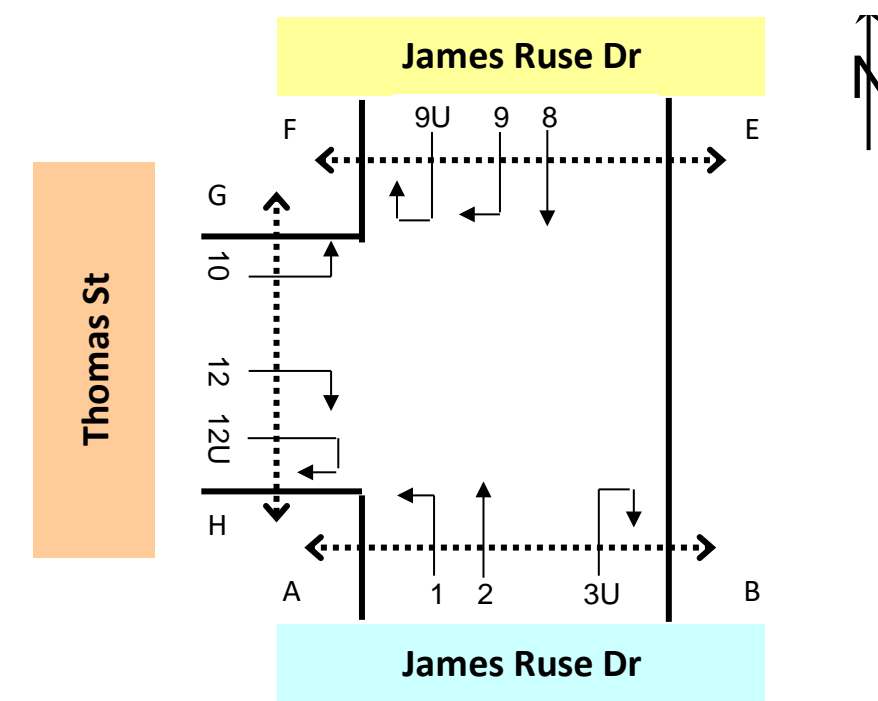 James Ruse Dr
N
F
9U 9 8
E
G
10
Thomas St
12
12U
H
A
1 2 3U
B
James Ruse Dr